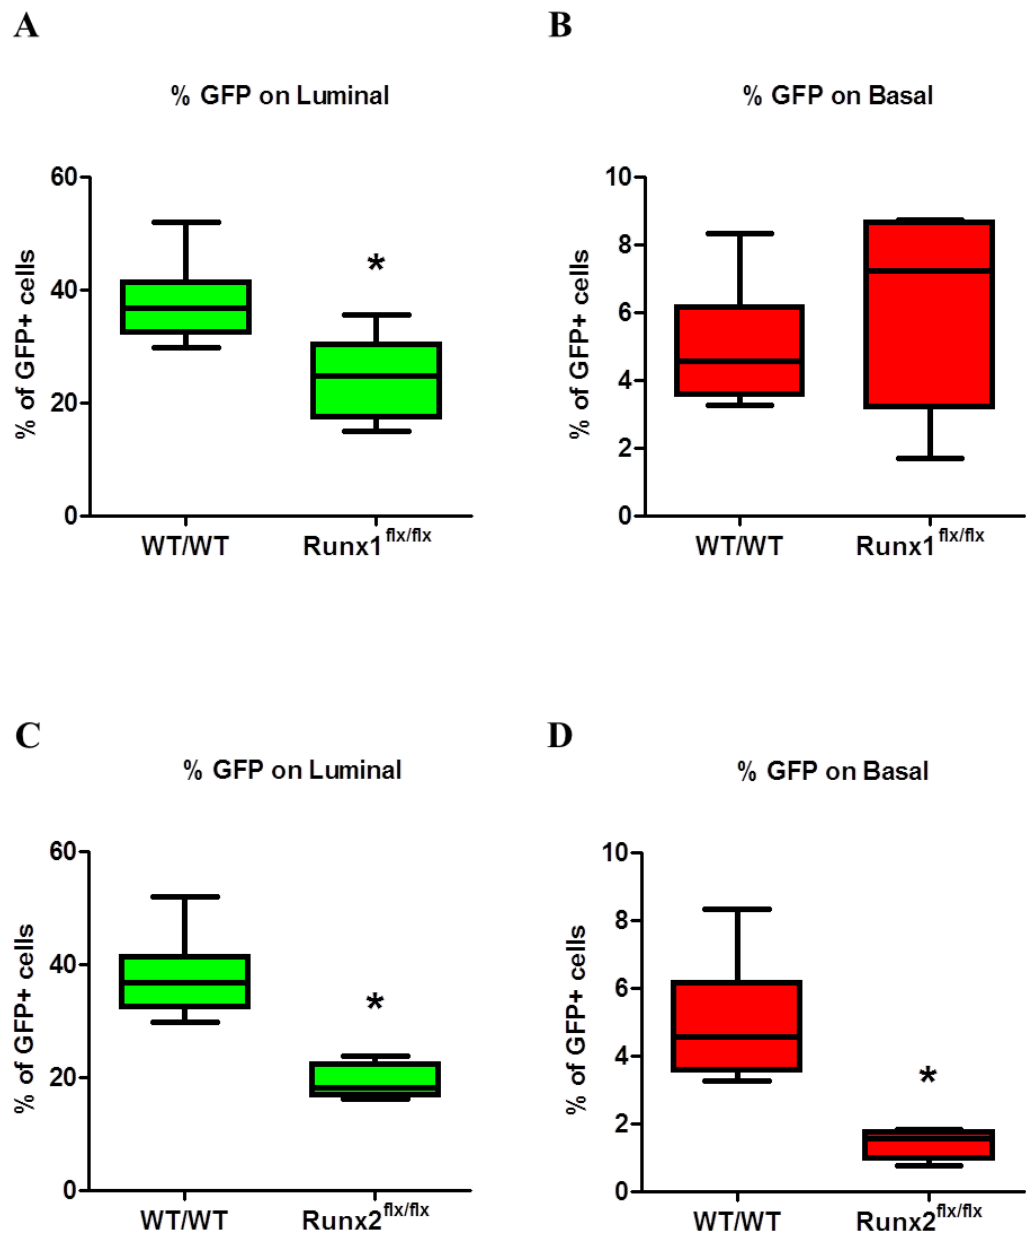 A
% GFP on Luminal
60
40
20
0
% of GFP+ cells
*
WT/WT Runx1flx/flx
B
% GFP on Basal
10
8
6
4
2
0
% of GFP+ cells
WT/WT Runx1flx/flx
C
% GFP on Luminal
60
40
20
0
% of GFP+ cells
*
WT/WT Runx2flx/flx
D
% GFP on Basal
10
8
6
4
2
0
% of GFP+ cells
*
WT/WT Runx2flx/flx